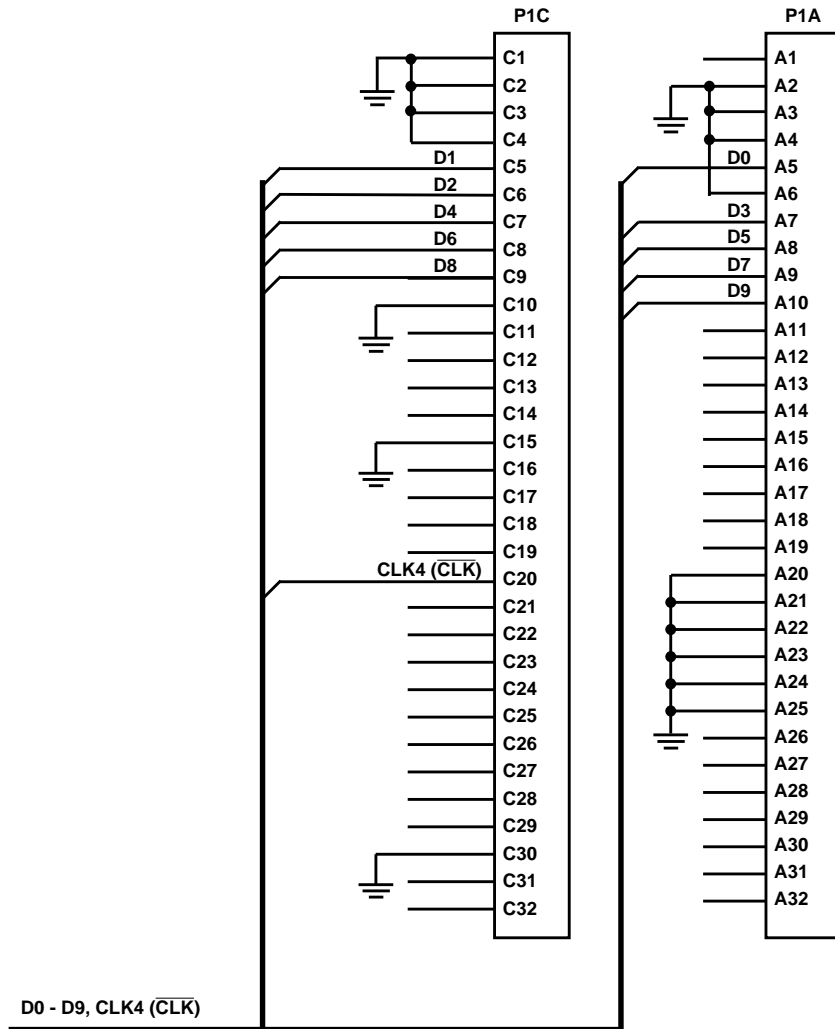 P1C
C1
C2
C3
C4
D1 C5
D2 C6
D4 C7
D6 C8
D8 C9
C10
C11
C12
C13
C14
C15
C16
C17
C18
C19
CLK4 (C̅L̅K̅) C20
C21
C22
C23
C24
C25
C26
C27
C28
C29
C30
C31
C32
P1A
A1
A2
A3
A4
D0 A5
A6
D3 A7
D5 A8
D7 A9
D9 A10
A11
A12
A13
A14
A15
A16
A17
A18
A19
A20
A21
A22
A23
A24
A25
A26
A27
A28
A29
A30
A31
A32
D0 - D9, CLK4 (C̅L̅K̅)